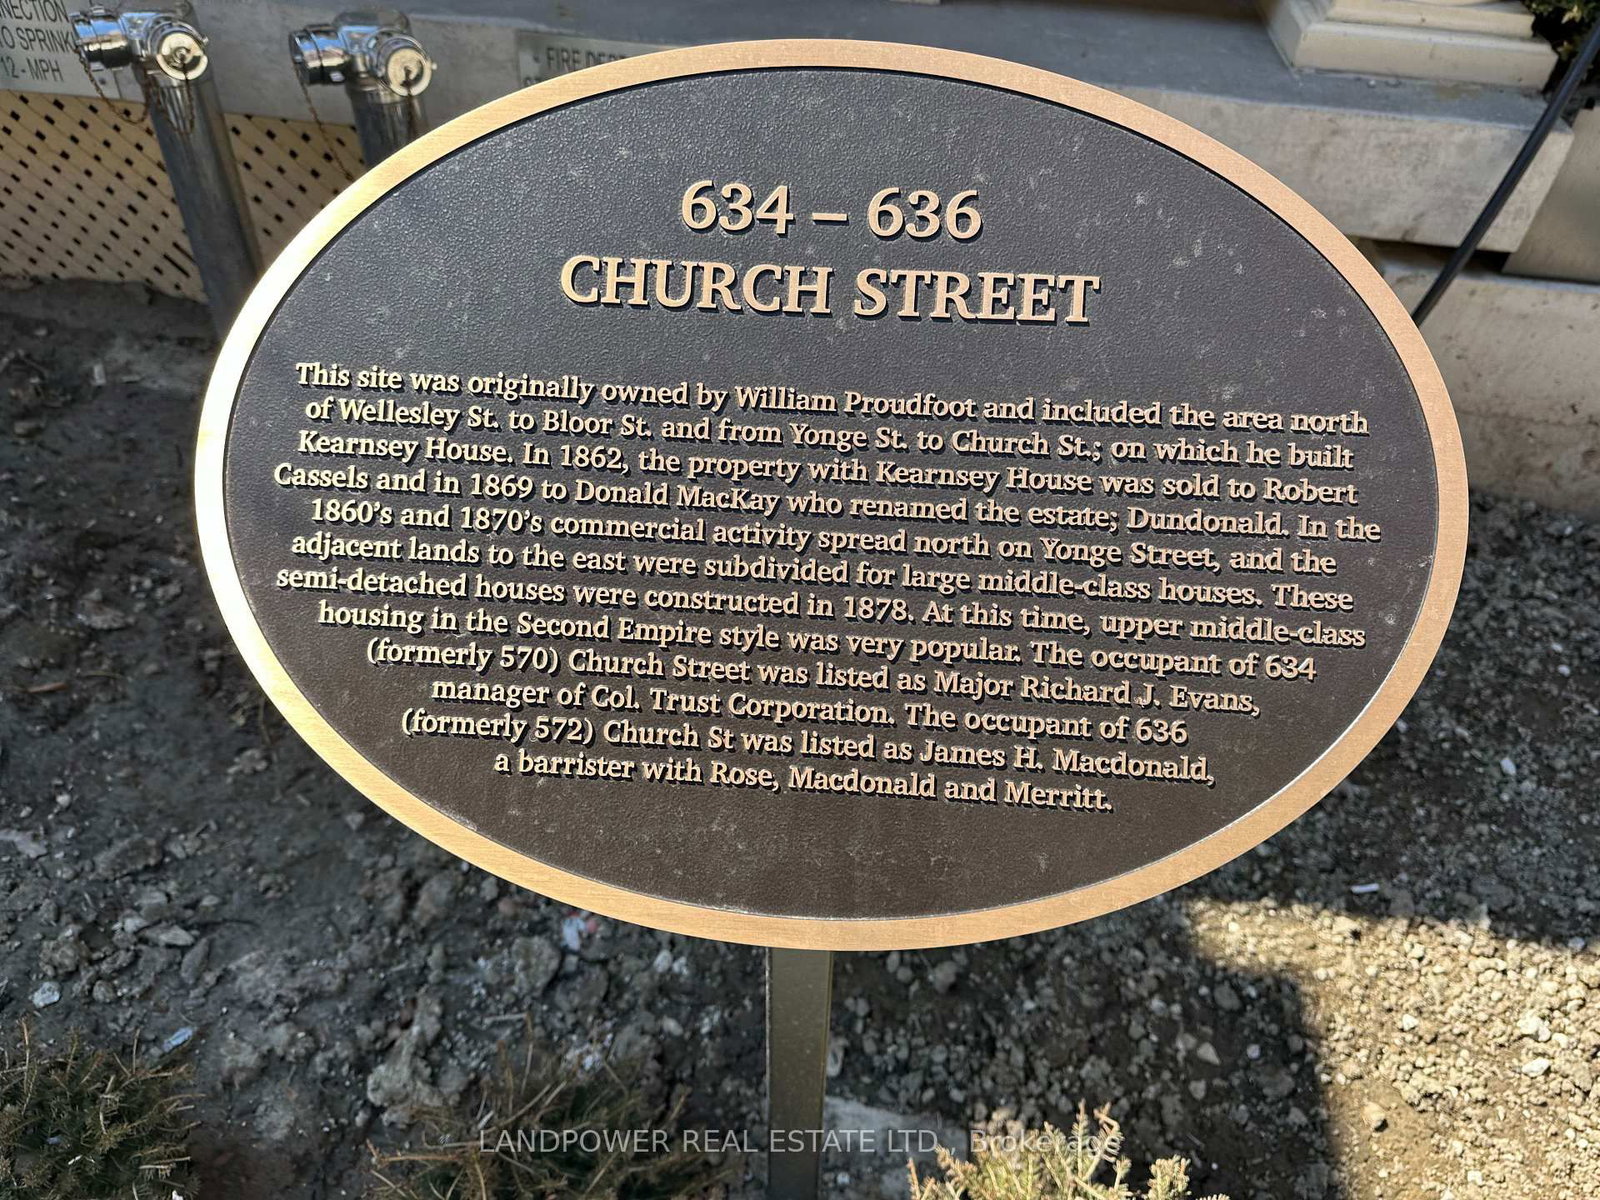 NNECTION
TO SPRINK
12 - MPH
FIRE DEPT
634 – 636
CHURCH STREET
This site was originally owned by William Proudfoot and included the area north
of Wellesley St. to Bloor St. and from Yonge St. to Church St.; on which he built
Kearnsey House. In 1862, the property with Kearnsey House was sold to Robert
Cassels and in 1869 to Donald MacKay who renamed the estate; Dundonald. In the
1860's and 1870's commercial activity spread north on Yonge Street, and the
adjacent lands to the east were subdivided for large middle-class houses. These
semi-detached houses were constructed in 1878. At this time, upper middle-class
housing in the Second Empire style was very popular. The occupant of 634
(formerly 570) Church Street was listed as Major Richard J. Evans,
manager of Col. Trust Corporation. The occupant of 636
(formerly 572) Church St was listed as James H. Macdonald,
a barrister with Rose, Macdonald and Merritt.
LANDPOWER REAL ESTATE LTD., Brokerage